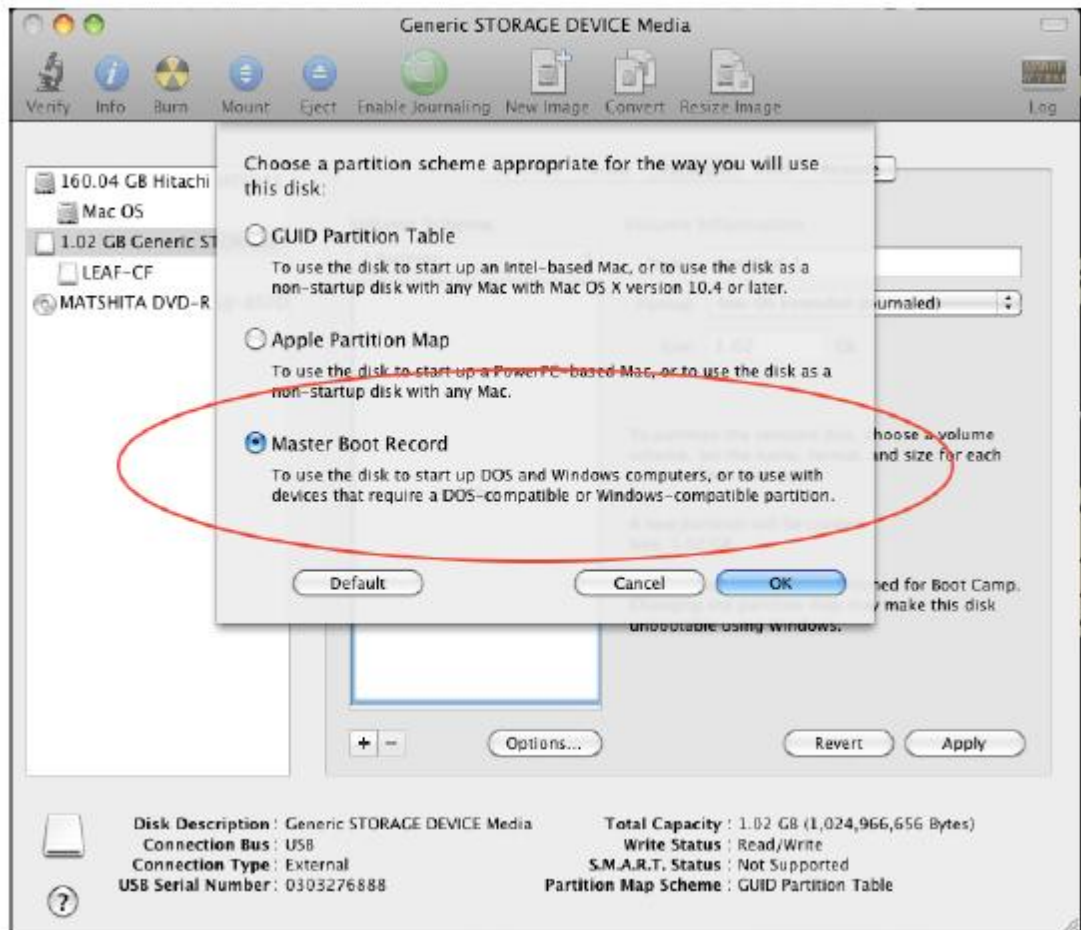 Generic STORAGE DEVICE Media
Verify Info Burn Mount Eject Enable Journaling New Image Convert Resize Image Log
160.04 GB Hitachi
Mac OS
1.02 GB Generic ST
LEAF-CF
MATSHITA DVD-R
Choose a partition scheme appropriate for the way you will use
this disk:
GUID Partition Table
To use the disk to start up an Intel-based Mac, or to use the disk as a
non-startup disk with any Mac with Mac OS X version 10.4 or later.
Apple Partition Map
To use the disk to start up a PowerPC-based Mac, or to use the disk as a
non-startup disk with any Mac.
Master Boot Record
To use the disk to start up DOS and Windows computers, or to use with
devices that require a DOS-compatible or Windows-compatible partition.
Default Cancel OK
urnaled)
hoose a volume
and size for each
ned for Boot Camp.
make this disk
unbootable using Windows.
+ - Options... Revert Apply
Disk Description : Generic STORAGE DEVICE Media
Connection Bus : USB
Connection Type : External
USB Serial Number : 0303276888
Total Capacity : 1.02 GB (1,024,966,656 Bytes)
Write Status : Read/Write
S.M.A.R.T. Status : Not Supported
Partition Map Scheme : GUID Partition Table
?